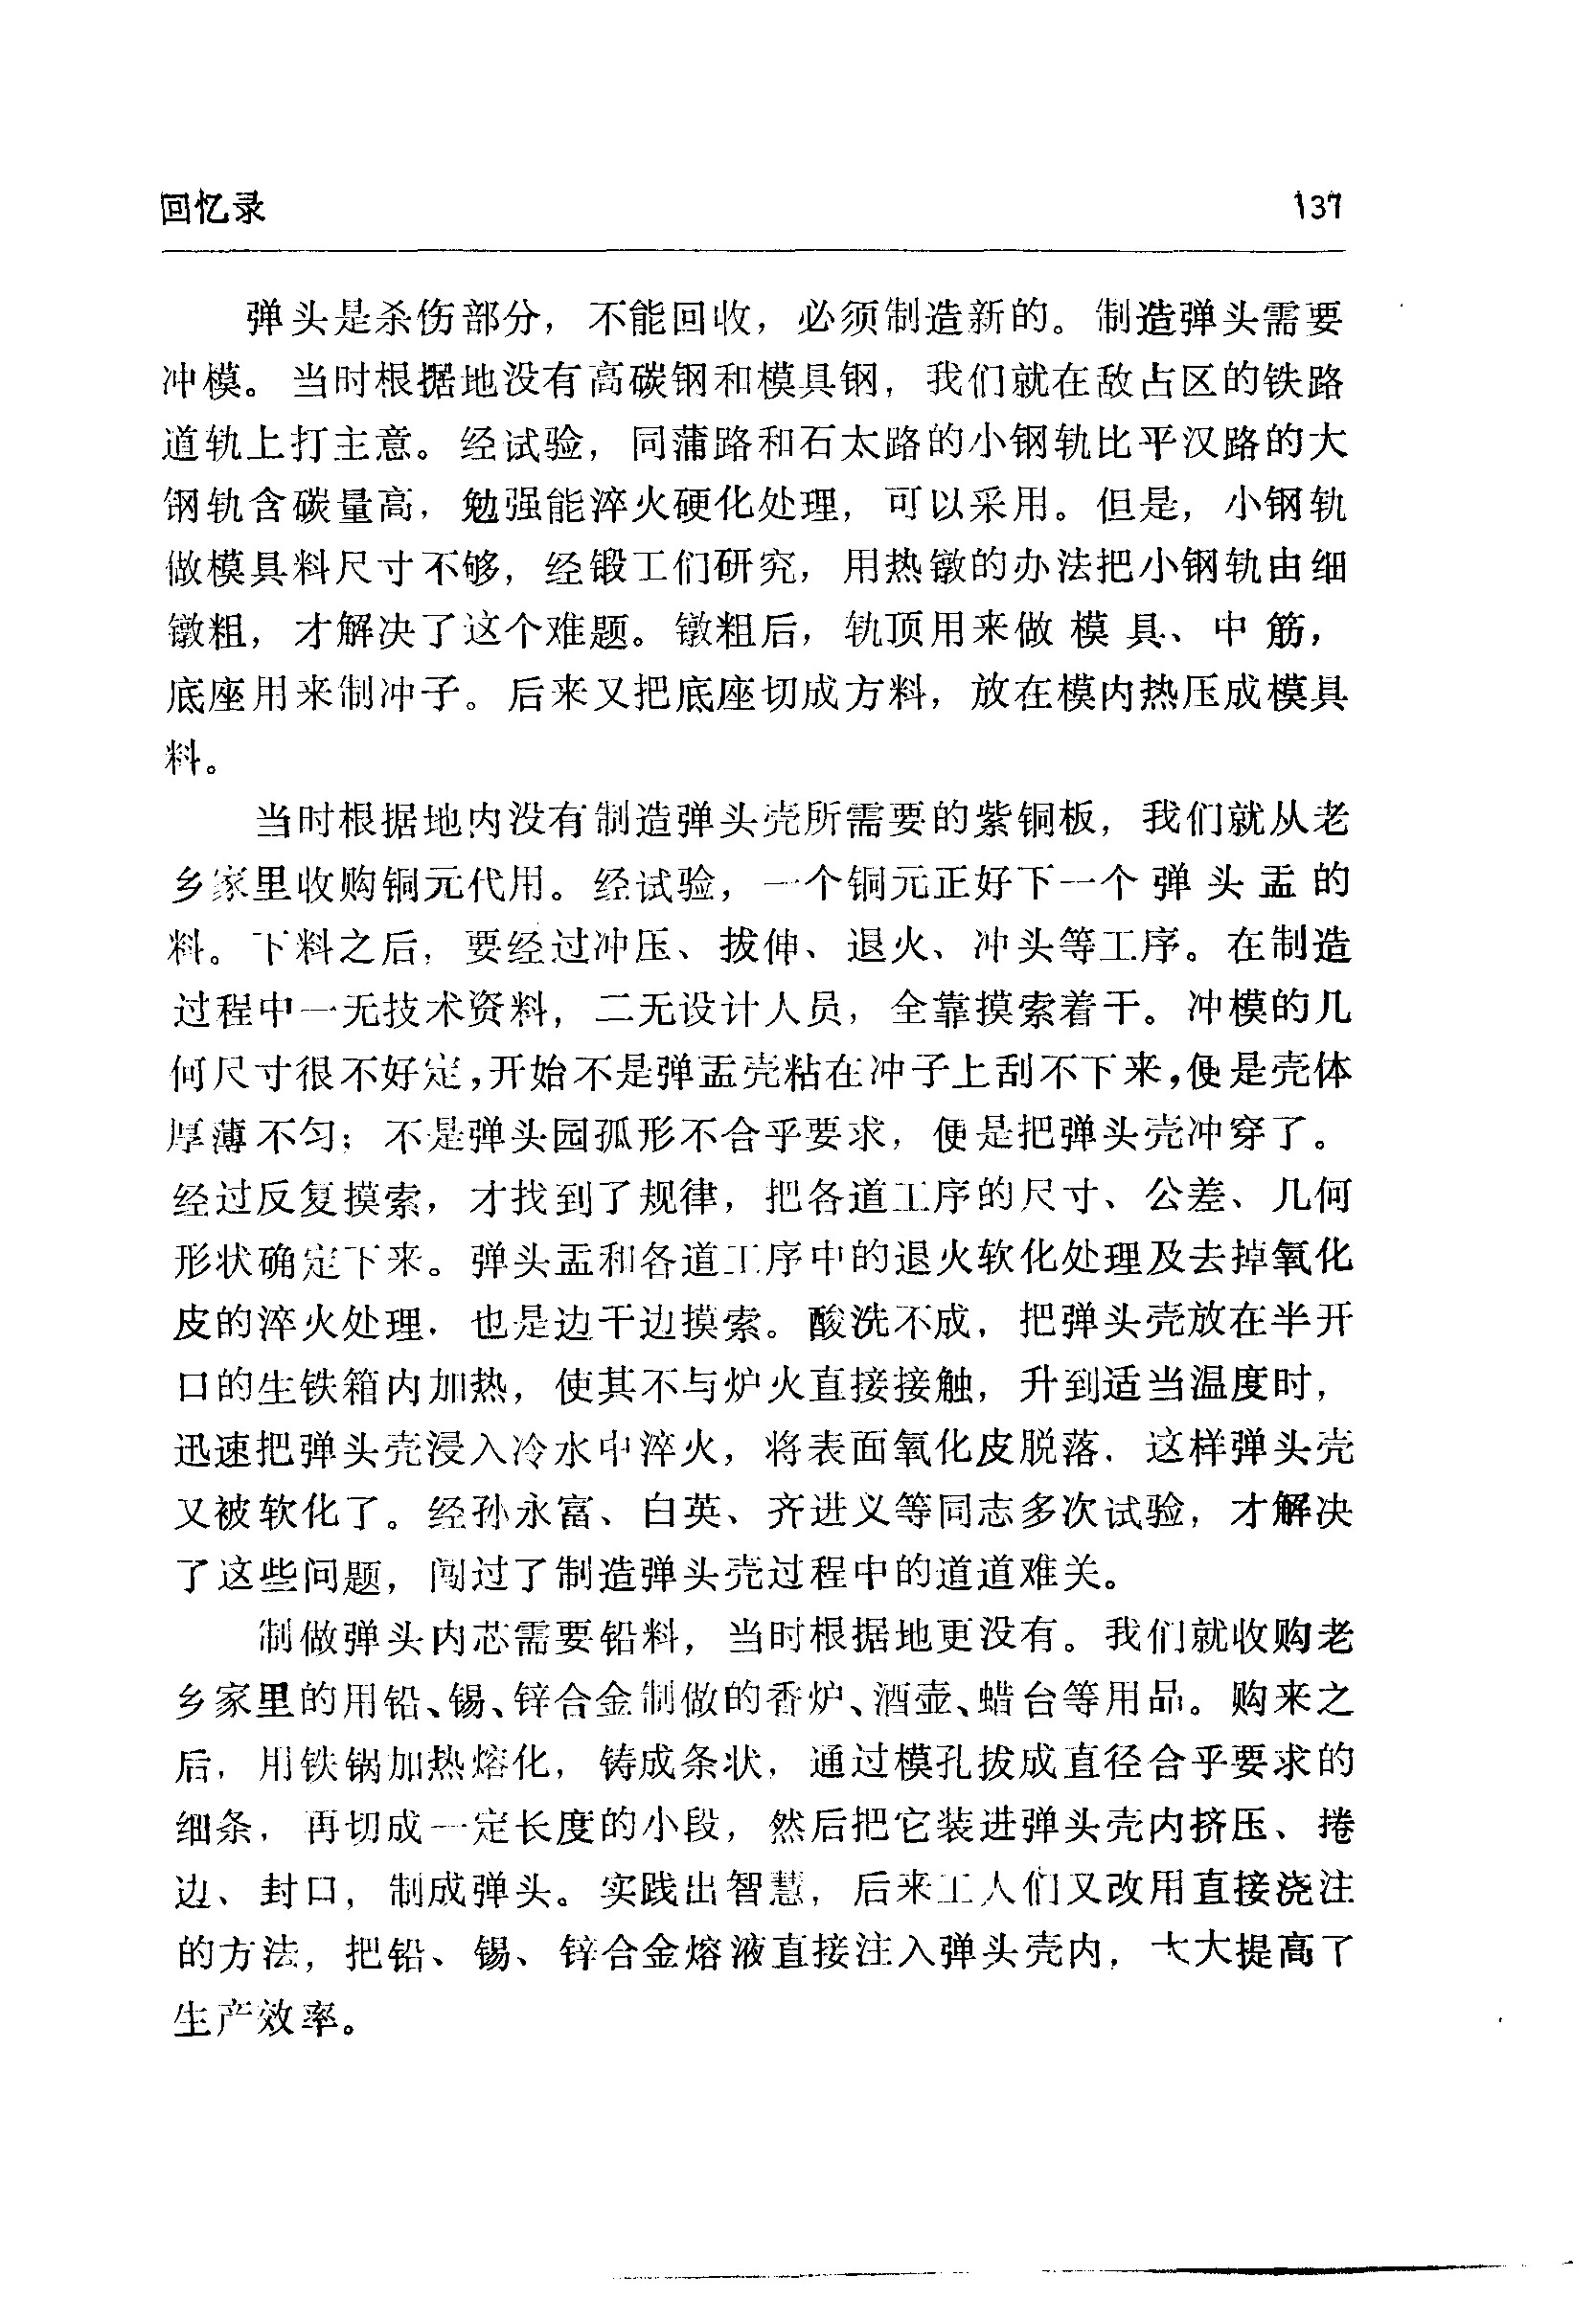 回忆录 137
弹头是杀伤部分，不能回收，必须制造新的。制造弹头需要
冲模。当时根据地没有高碳钢和模具钢，我们就在敌占区的铁路
道轨上打主意。经试验，同蒲路和石太路的小钢轨比平汉路的大
钢轨含碳量高，勉强能淬火硬化处理，可以采用。但是，小钢轨
做模具料尺寸不够，经锻工们研究，用热镦的办法把小钢轨由细
镦粗，才解决了这个难题。镦粗后，轨顶用来做模具、中筋，
底座用来制冲子。后来又把底座切成方料，放在模内热压成模具
料。
当时根据地内没有制造弹头壳所需要的紫铜板，我们就从老
乡家里收购铜元代用。经试验，一个铜元正好下一个弹头盂的
料。下料之后，要经过冲压、拔伸、退火、冲头等工序。在制造
过程中一无技术资料，二无设计人员，全靠摸索着干。冲模的几
何尺寸很不好定，开始不是弹盂壳粘在冲子上刮不下来，便是壳体
厚薄不匀；不是弹头园孤形不合乎要求，便是把弹头壳冲穿了。
经过反复摸索，才找到了规律，把各道工序的尺寸、公差、几何
形状确定下来。弹头盂和各道工序中的退火软化处理及去掉氧化
皮的淬火处理，也是边干边摸索。酸洗不成，把弹头壳放在半开
口的生铁箱内加热，使其不与炉火直接接触，升到适当温度时，
迅速把弹头壳浸入冷水中淬火，将表面氧化皮脱落，这样弹头壳
又被软化了。经孙永富、白英、齐进义等同志多次试验，才解决
了这些问题，闯过了制造弹头壳过程中的道道难关。
制做弹头内芯需要铅料，当时根据地更没有。我们就收购老
乡家里的用铅、锡、锌合金制做的香炉、酒壶、蜡台等用品。购来之
后，用铁锅加热熔化，铸成条状，通过模孔拔成直径合乎要求的
细条，再切成一定长度的小段，然后把它装进弹头壳内挤压、捲
边、封口，制成弹头。实践出智慧，后来工人们又改用直接浇注
的方法，把铅、锡、锌合金熔液直接注入弹头壳内，大大提高了
生产效率。